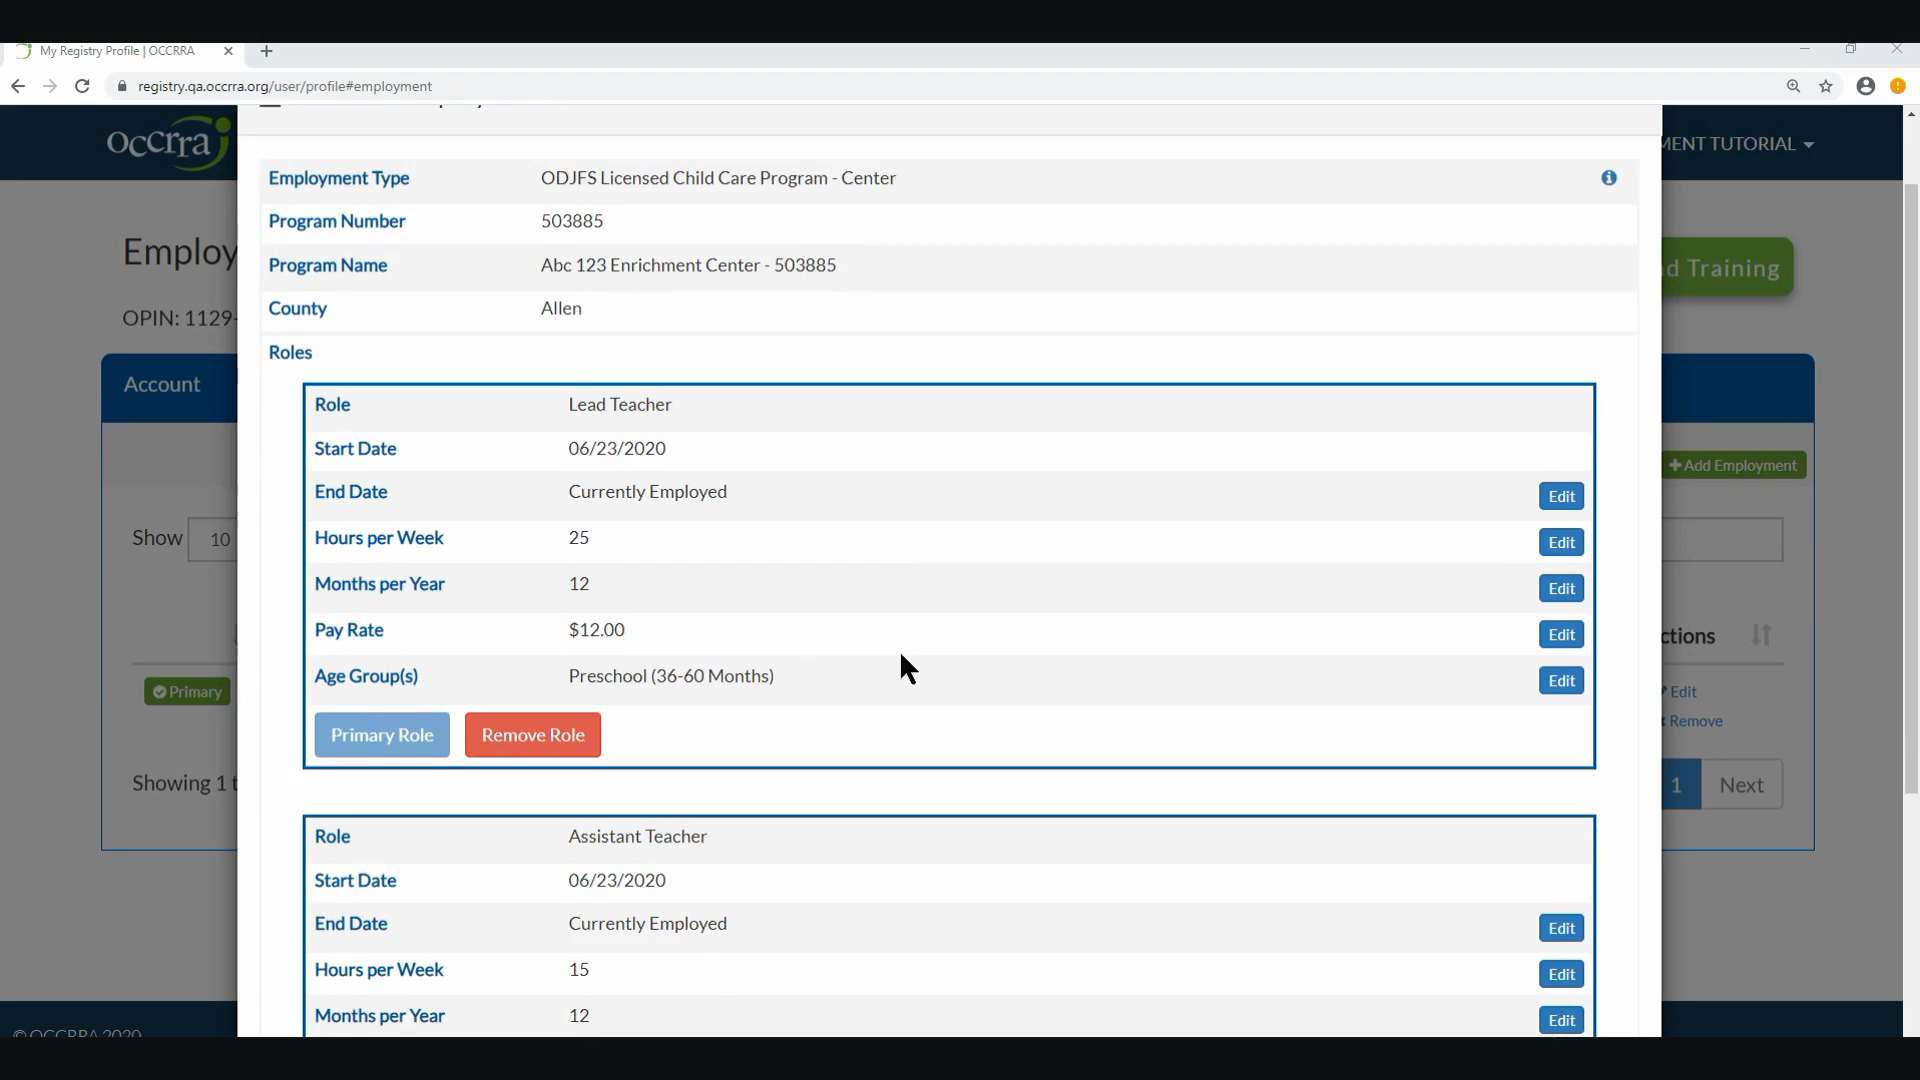 My Registry Profile | OCCRRA
registry.qa.occrra.org/user/profile#employment
occrra
MENT TUTORIAL
Employment Type ODJFS Licensed Child Care Program - Center
Program Number 503885
Program Name Abc 123 Enrichment Center - 503885
County Allen
Roles
Role Lead Teacher
Start Date 06/23/2020
End Date Currently Employed Edit
Hours per Week 25 Edit
Months per Year 12 Edit
Pay Rate $12.00 Edit
Age Group(s) Preschool (36-60 Months) Edit
Primary Role Remove Role
Role Assistant Teacher
Start Date 06/23/2020
End Date Currently Employed Edit
Hours per Week 15 Edit
Months per Year 12 Edit
Employ
d Training
OPIN: 1129-
Account
Add Employment
Show 10
ctions
Primary
Edit
Remove
Showing 1 t
1 Next
© OCCRRA 2020